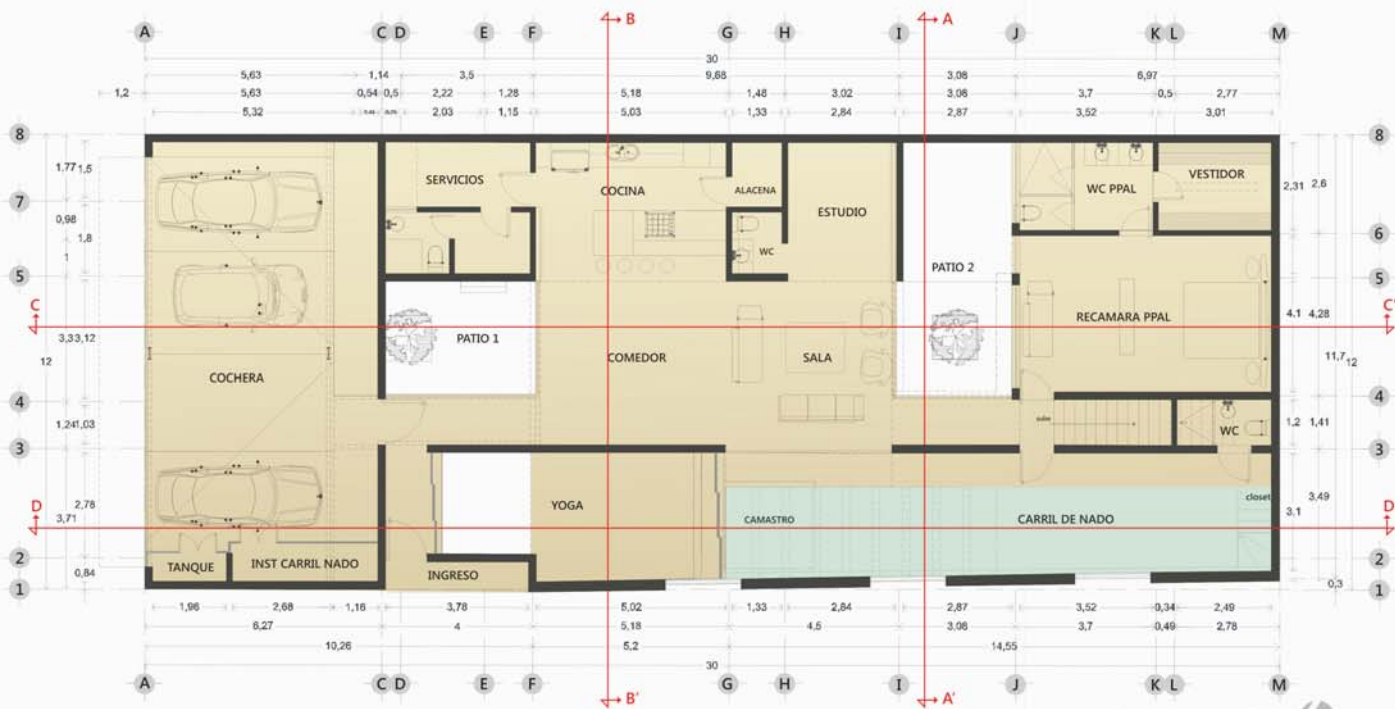 B
A
A
C
D
E
F
G
H
I
J
K
L
M
30
5,63
1,14
3,5
9,68
3,08
6,97
1,2
5,63
0,54
0,5
2,22
1,28
5,18
1,48
3,02
3,08
3,7
0,5
2,77
5,32
2,03
1,15
5,03
1,33
2,84
2,87
3,52
3,01
8
8
1,77
1,5
SERVICIOS
COCINA
ALACENA
ESTUDIO
WC PPAL
VESTIDOR
2,31
2,6
7
0,98
1,8
6
1
WC
5
PATIO 2
5
C
C'
3,3
3,12
PATIO 1
RECAMARA PPAL
4.1
4,28
12
COCHERA
COMEDOR
SALA
11,7
12
4
4
1,24
1,03
sube
WC
1,2
1,41
3
3
2,78
3,71
YOGA
CAMASTRO
CARRIL DE NADO
closet
3,49
3.1
D
D'
2
TANQUE
INST CARRIL NADO
INGRESO
2
0,84
1
0,3
1
1,96
2,68
1,16
3,78
5,02
1,33
2,84
2,87
3,52
0,34
2,49
6,27
4
5,18
4,5
3,08
3,7
0,49
2,78
10,26
5,2
14,55
30
A
C
D
E
F
G
H
I
J
K
L
M
B'
A'